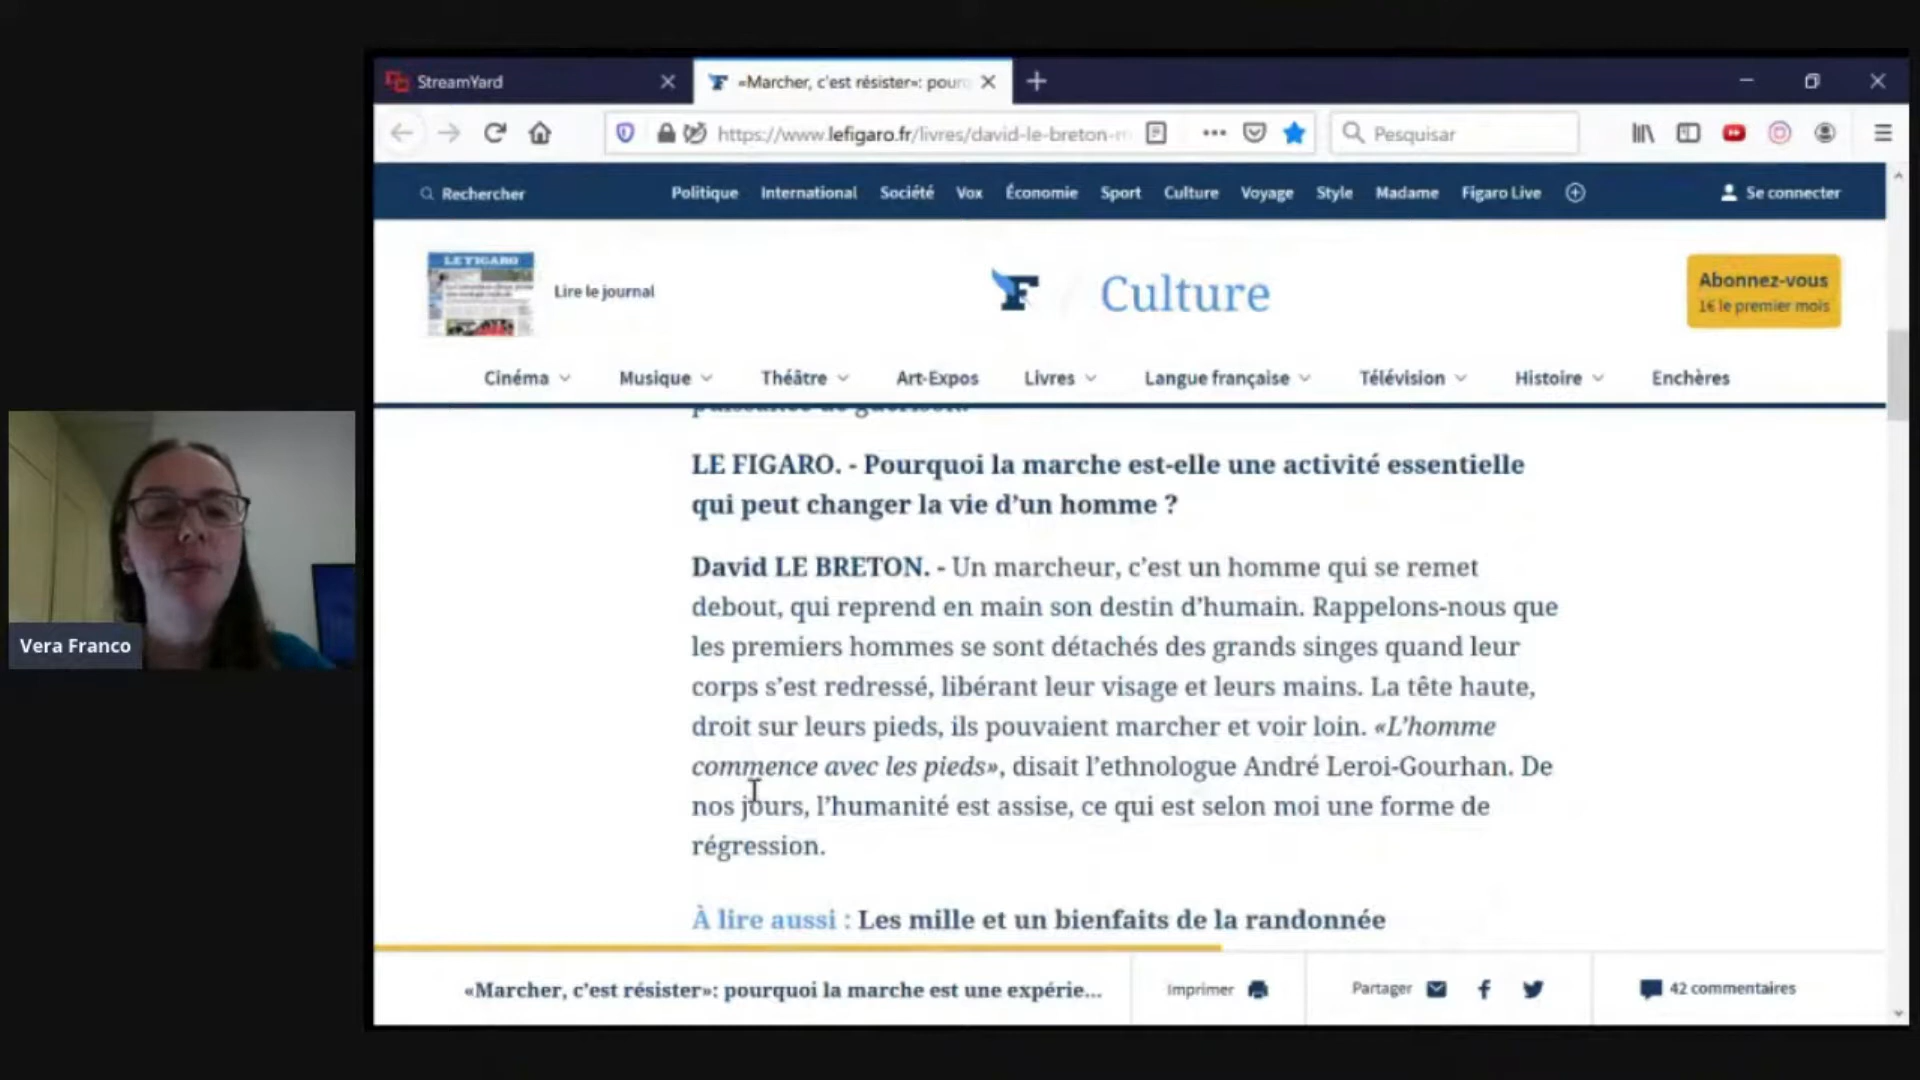 StreamYard
«Marcher, c'est résister»: pour
https://www.lefigaro.fr/livres/david-le-breton-m
Pesquisar
Rechercher
Politique International Société Vox Économie Sport Culture Voyage Style Madame Figaro Live
Se connecter
LE FIGARO
Lire le journal
F Culture
Abonnez-vous
1€ le premier mois
Cinéma Musique Théâtre Art-Expos Livres Langue française Télévision Histoire Enchères
puissance de guérison.
LE FIGARO. - Pourquoi la marche est-elle une activité essentielle
qui peut changer la vie d'un homme ?
David LE BRETON. - Un marcheur, c'est un homme qui se remet
debout, qui reprend en main son destin d'humain. Rappelons-nous que
les premiers hommes se sont détachés des grands singes quand leur
corps s'est redressé, libérant leur visage et leurs mains. La tête haute,
droit sur leurs pieds, ils pouvaient marcher et voir loin. «L'homme
commence avec les pieds», disait l'ethnologue André Leroi-Gourhan. De
nos jours, l'humanité est assise, ce qui est selon moi une forme de
régression.
À lire aussi : Les mille et un bienfaits de la randonnée
«Marcher, c'est résister»: pourquoi la marche est une expérie...
Imprimer
Partager
42 commentaires
Vera Franco